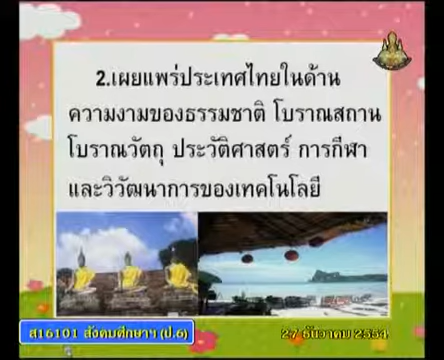 2.เผยแพร่ประเทศไทยในด้าน
ความงามของธรรมชาติ โบราณสถาน
โบราณวัตถุ ประวัติศาสตร์ การกีฬา
และวิวัฒนาการของเทคโนโลยี
ส16101 สังคมศึกษาฯ (ป.6)
27 ธันวาคม 2554